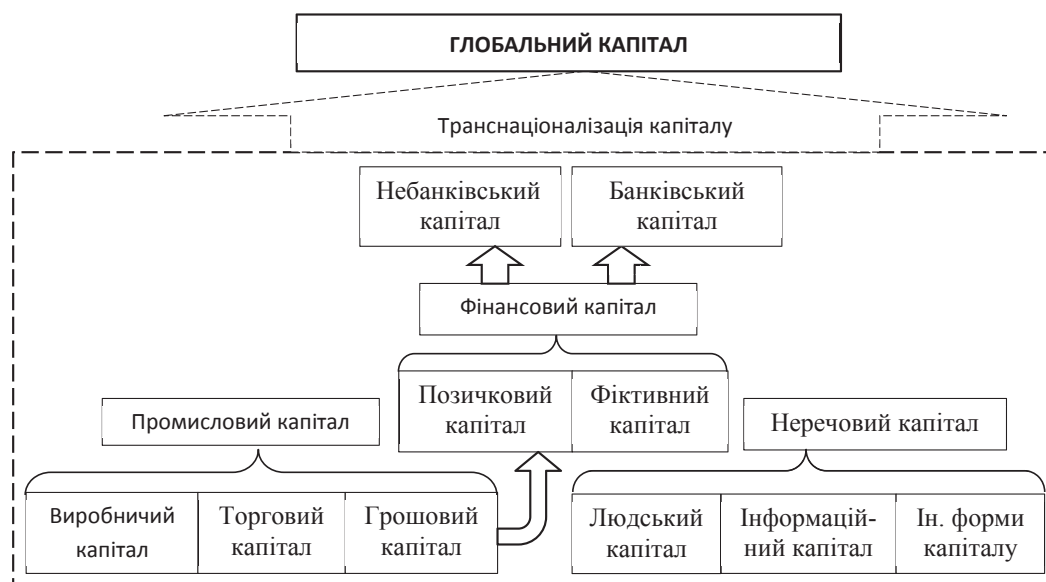 ГЛОБАЛЬНИЙ КАПІТАЛ
Транснаціоналізація капіталу
Небанківський
капітал
Банківський
капітал
Фінансовий капітал
Позичковий
капітал
Фіктивний
капітал
Промисловий капітал
Неречовий капітал
Виробничий
капітал
Торговий
капітал
Грошовий
капітал
Людський
капітал
Інформацій-
ний капітал
Ін. форми
капіталу